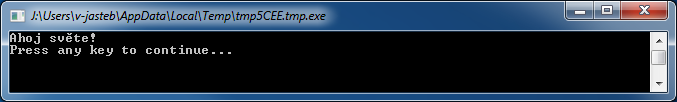 J:\Users\v-jasteb\AppData\Local\Temp\tmp5CEE.tmp.exe
Ahoj světe!
Press any key to continue...